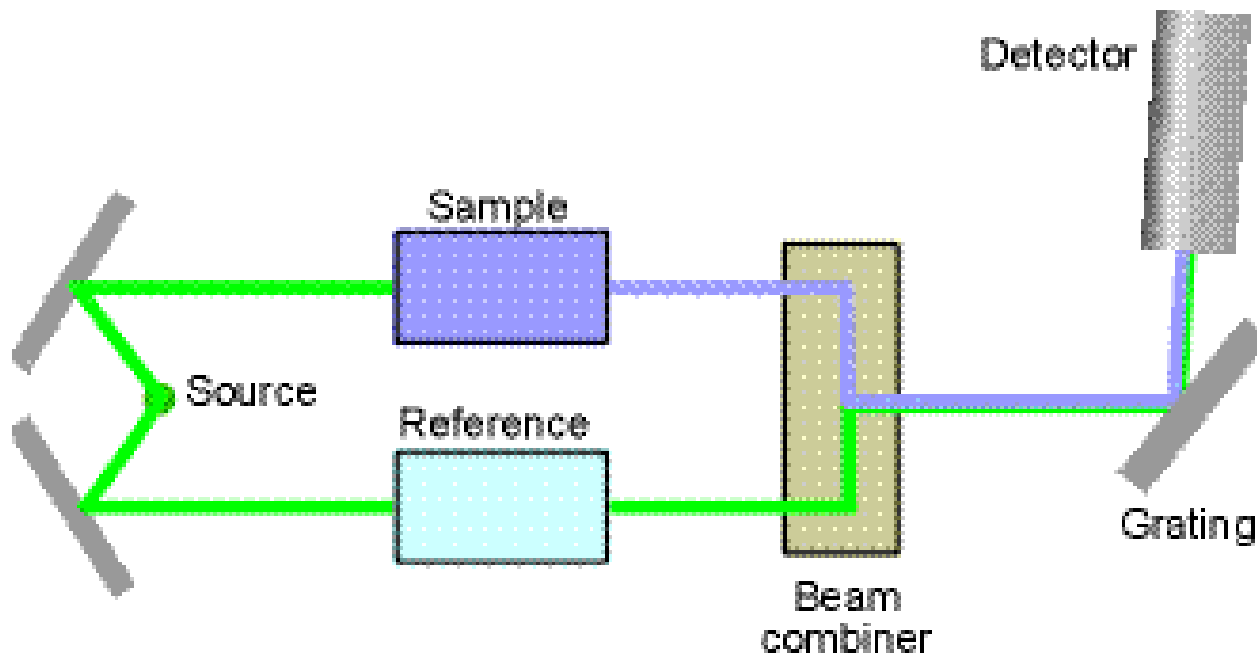 Detector
Sample
Source
Reference
Grating
Beam
combiner